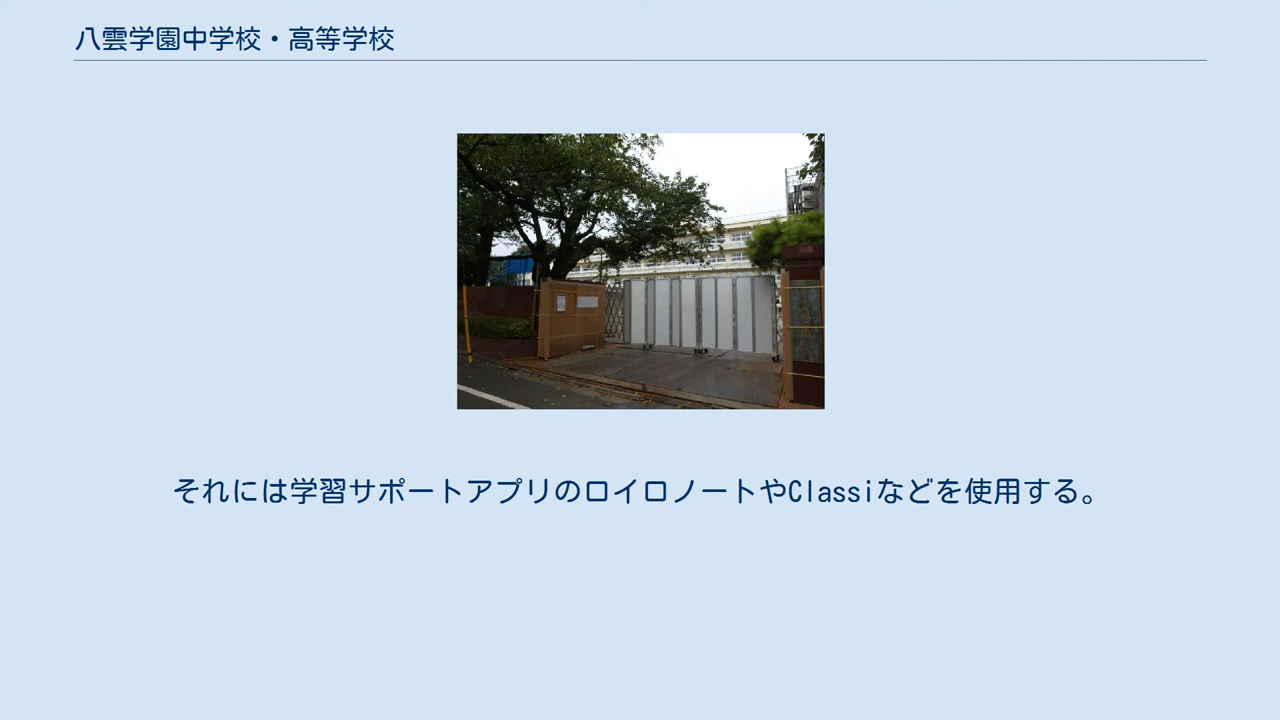 八雲学園中学校・高等学校
それには学習サポートアプリのロイロノートやClassiなどを使用する。